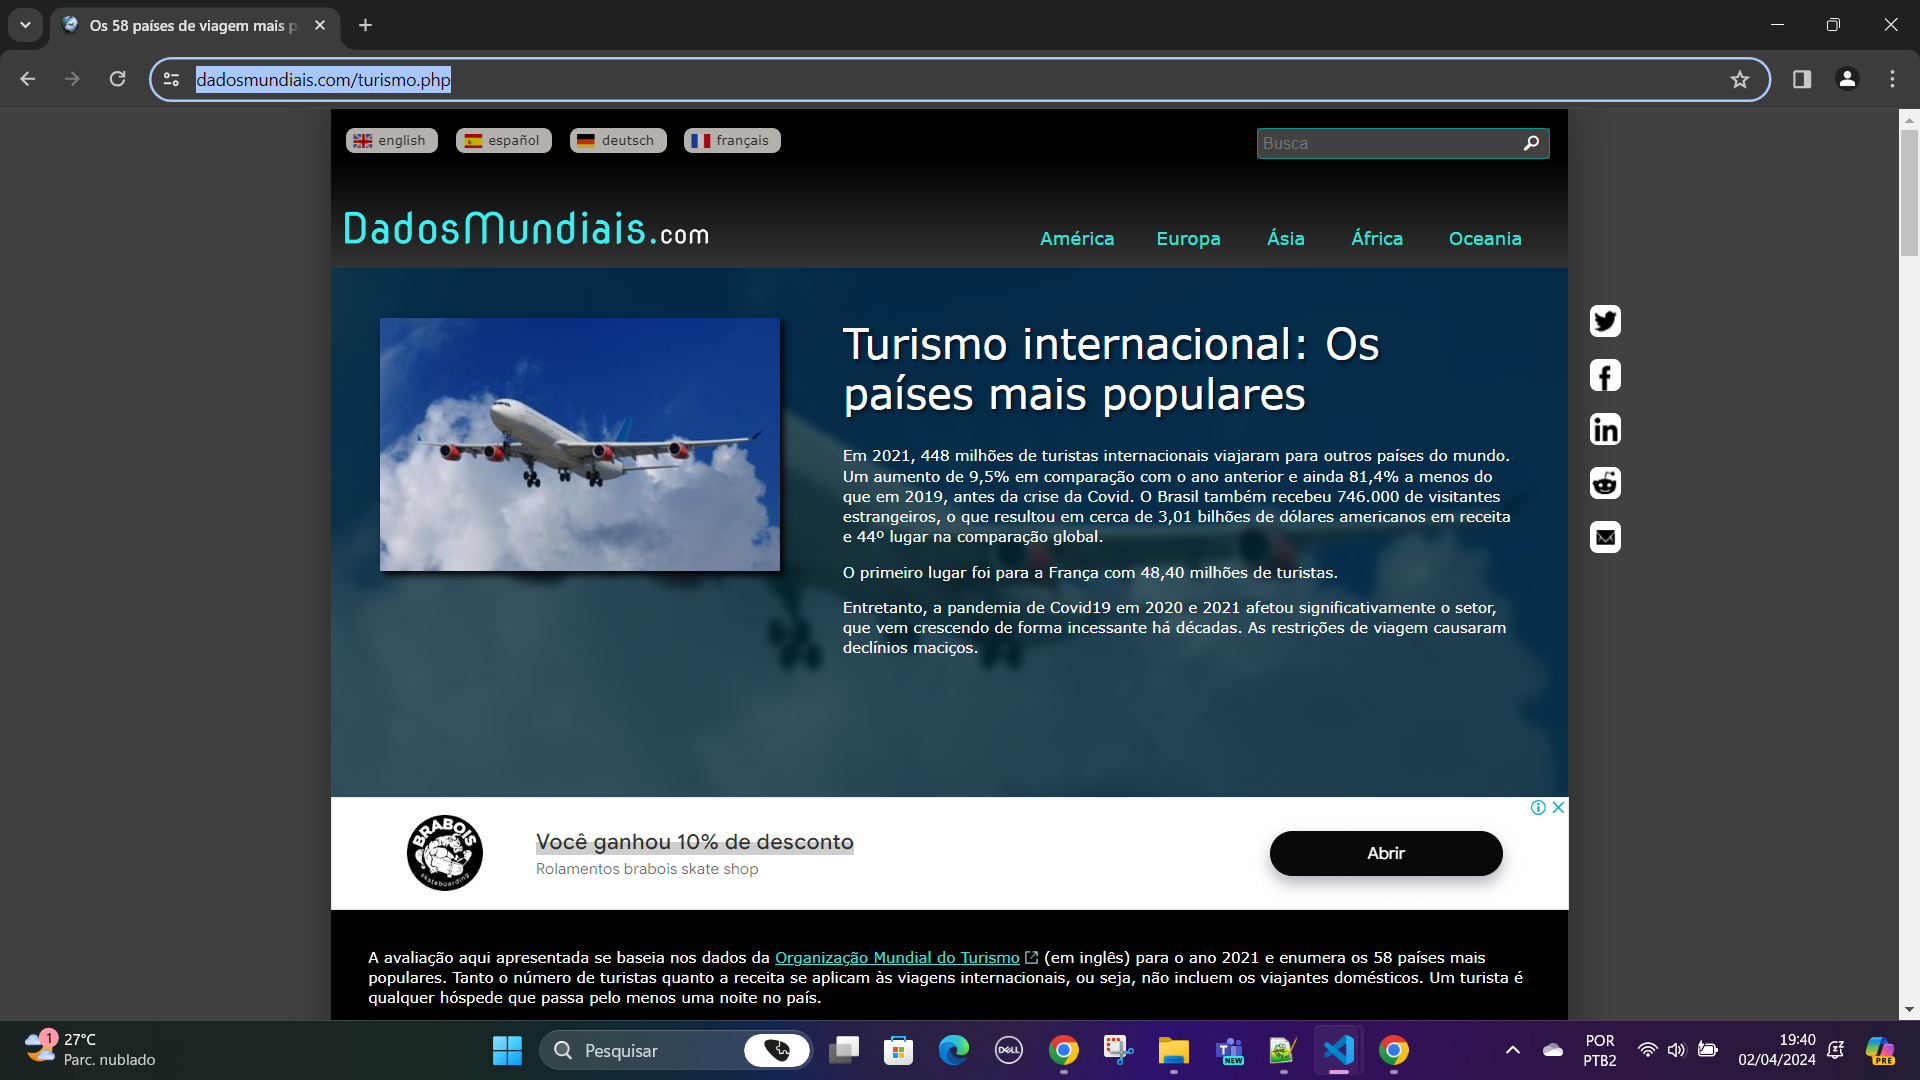 Os 58 países de viagem mais p
dadosmundiais.com/turismo.php
english
español
deutsch
français
Busca
DadosMundiais.com
América
Europa
Ásia
África
Oceania
Turismo internacional: Os
países mais populares
Em 2021, 448 milhões de turistas internacionais viajaram para outros países do mundo.
Um aumento de 9,5% em comparação com o ano anterior e ainda 81,4% a menos do
que em 2019, antes da crise da Covid. O Brasil também recebeu 746.000 de visitantes
estrangeiros, o que resultou em cerca de 3,01 bilhões de dólares americanos em receita
e 44º lugar na comparação global.
O primeiro lugar foi para a França com 48,40 milhões de turistas.
Entretanto, a pandemia de Covid19 em 2020 e 2021 afetou significativamente o setor,
que vem crescendo de forma incessante há décadas. As restrições de viagem causaram
declínios maciços.
BRABOIS
skateboarding
Você ganhou 10% de desconto
Rolamentos brabois skate shop
Abrir
A avaliação aqui apresentada se baseia nos dados da Organização Mundial do Turismo (em inglês) para o ano 2021 e enumera os 58 países mais
populares. Tanto o número de turistas quanto a receita se aplicam às viagens internacionais, ou seja, não incluem os viajantes domésticos. Um turista é
qualquer hóspede que passa pelo menos uma noite no país.
1
27°C
Parc. nublado
Pesquisar
DELL
NEW
POR
PTB2
19:40
02/04/2024
PRE